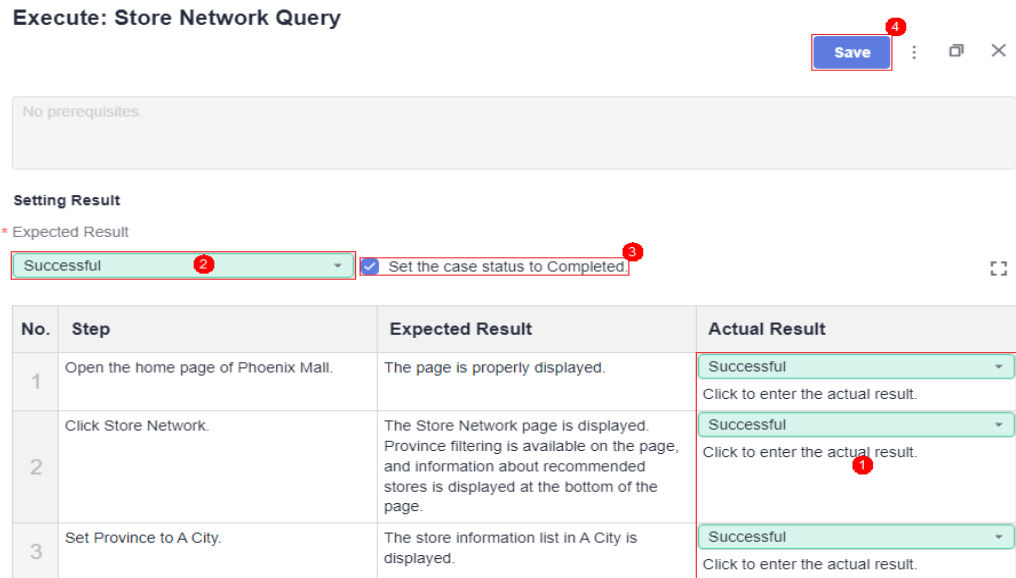 Execute: Store Network Query
4
Save
No prerequisites.
Setting Result
* Expected Result
Successful
2
Set the case status to Completed.
3
No.
Step
Expected Result
Actual Result
1
Open the home page of Phoenix Mall.
The page is properly displayed.
Successful
Click to enter the actual result.
2
Click Store Network.
The Store Network page is displayed.
Province filtering is available on the page,
and information about recommended
stores is displayed at the bottom of the
page.
Successful
Click to enter the actual result.
1
3
Set Province to A City.
The store information list in A City is
displayed.
Successful
Click to enter the actual result.